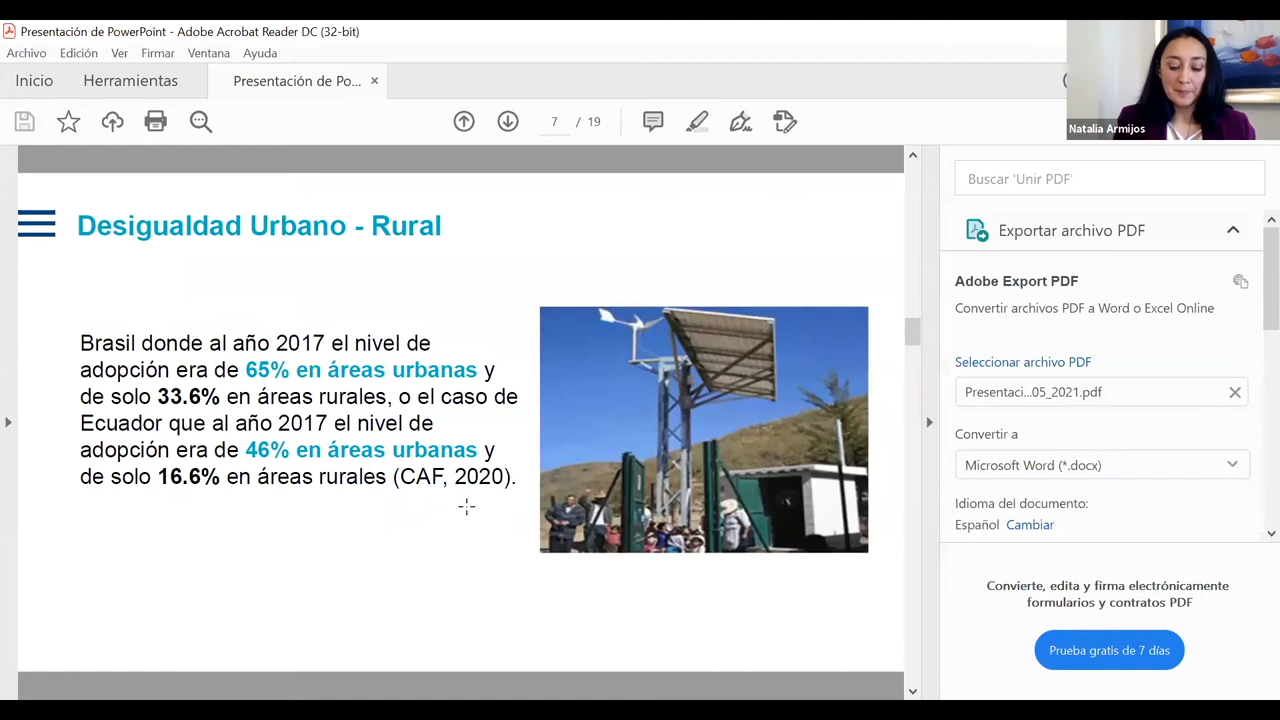 Presentación de PowerPoint - Adobe Acrobat Reader DC (32-bit)
Archivo Edición Ver Firmar Ventana Ayuda
Inicio Herramientas Presentación de Po... ×
7 / 19
Natalia Armijos
Desigualdad Urbano - Rural
Brasil donde al año 2017 el nivel de
adopción era de 65% en áreas urbanas y
de solo 33.6% en áreas rurales, o el caso de
Ecuador que al año 2017 el nivel de
adopción era de 46% en áreas urbanas y
de solo 16.6% en áreas rurales (CAF, 2020).
Buscar 'Unir PDF'
Exportar archivo PDF
Adobe Export PDF
Convertir archivos PDF a Word o Excel Online
Seleccionar archivo PDF
Presentaci...05_2021.pdf
Convertir a
Microsoft Word (*.docx)
Idioma del documento:
Español Cambiar
Convierte, edita y firma electrónicamente
formularios y contratos PDF
Prueba gratis de 7 días